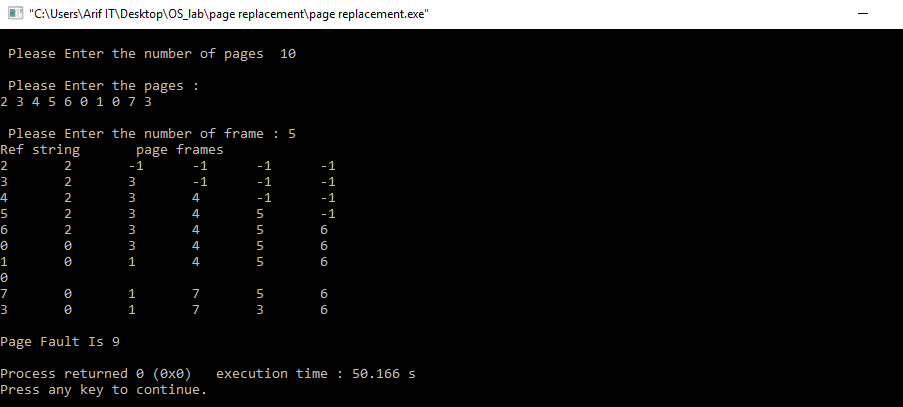 "C:\Users\Arif IT\Desktop\OS_lab\page replacement\page replacement.exe"
Please Enter the number of pages  10
Please Enter the pages :
2 3 4 5 6 0 1 0 7 3
Please Enter the number of frame : 5
Ref string       page frames
2       2       -1      -1      -1      -1
3       2       3       -1      -1      -1
4       2       3       4       -1      -1
5       2       3       4       5       -1
6       2       3       4       5       6
0       0       3       4       5       6
1       0       1       4       5       6
0
7       0       1       7       5       6
3       0       1       7       3       6
Page Fault Is 9
Process returned 0 (0x0)   execution time : 50.166 s
Press any key to continue.